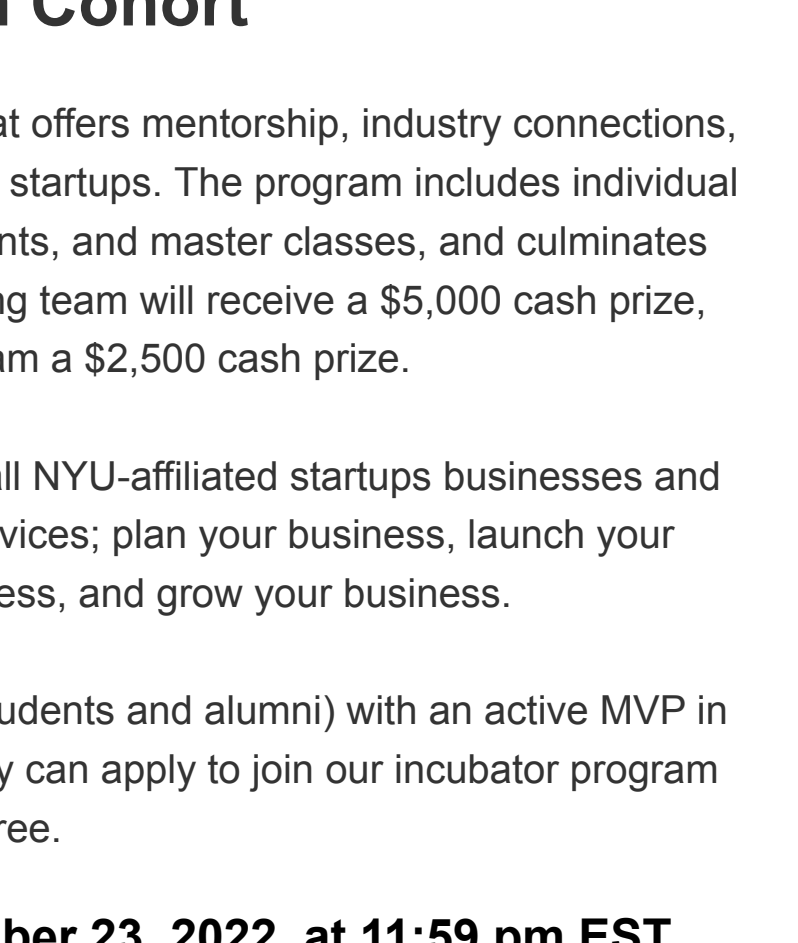 Cohort
at offers mentorship, industry connections,
startups. The program includes individual
nts, and master classes, and culminates
ng team will receive a $5,000 cash prize,
am a $2,500 cash prize.
all NYU-affiliated startups businesses and
vices; plan your business, launch your
ess, and grow your business.
udents and alumni) with an active MVP in
y can apply to join our incubator program
ree.
ber 23, 2022, at 11:59 pm EST